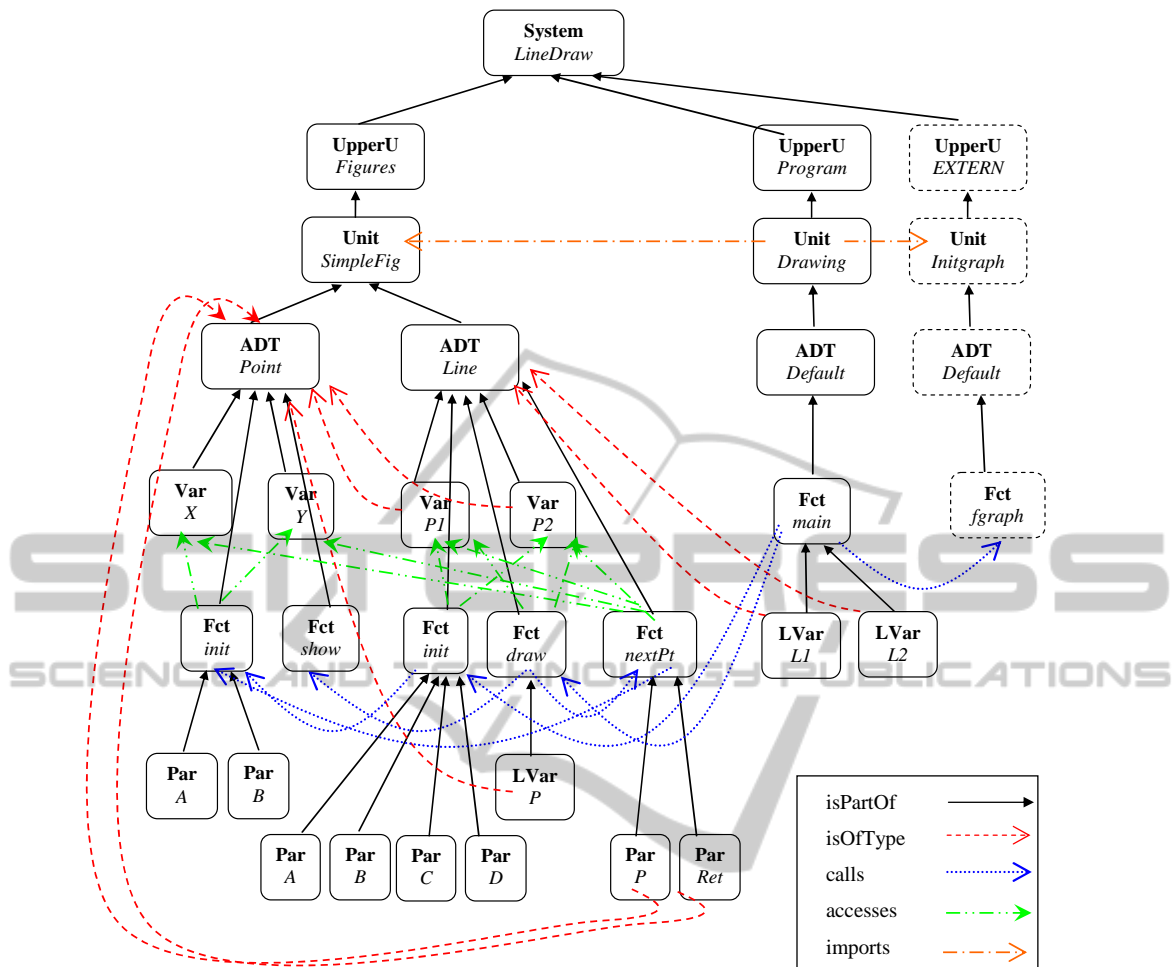 System
LineDraw
UpperU
Figures
UpperU
Program
UpperU
EXTERN
Unit
SimpleFig
Unit
Drawing
Unit
Initgraph
ADT
Point
ADT
Line
ADT
Default
ADT
Default
Var
X
Var
Y
Var
P1
Var
P2
Fct
main
Fct
fgraph
SCITEPRESS
Fct
init
Fct
show
Fct
init
Fct
draw
Fct
nextPt
LVar
L1
LVar
L2
SCIENCE AND TECHNOLOGY PUBLICATIONS
Par
A
Par
B
LVar
P
Par
A
Par
B
Par
C
Par
D
Par
P
Par
Ret
isPartOf
isOfType
calls
accesses
imports